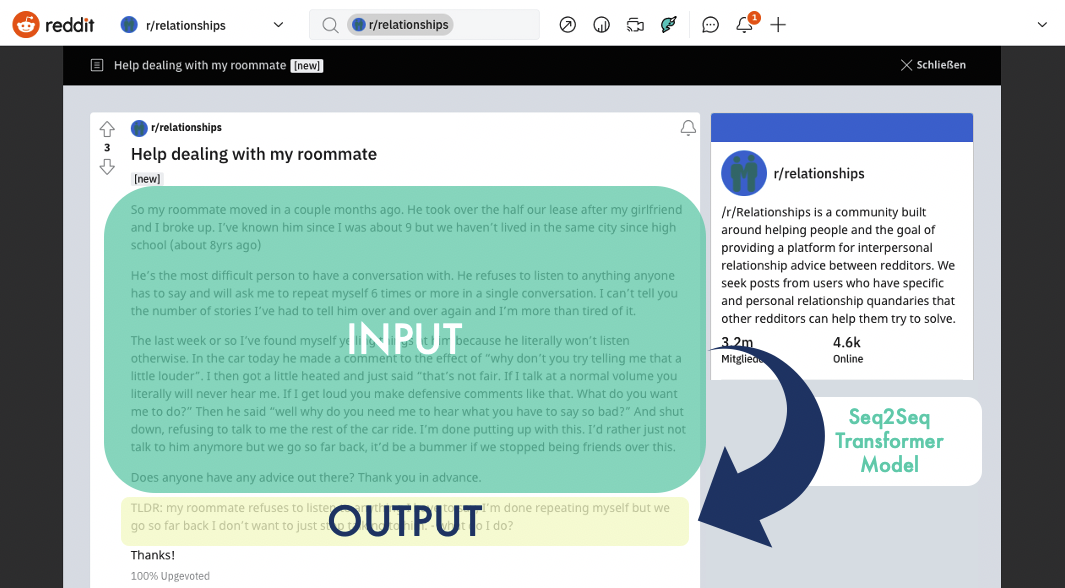 reddit
r/relationships
r/relationships
1
Help dealing with my roommate [new]
Schließen
3
r/relationships
Help dealing with my roommate
[new]
So my roommate moved in a couple months ago. He took over the half our lease after my girlfriend
and I broke up. I've known him since I was about 9 but we haven't lived in the same city since high
school (about 8yrs ago)
He's the most difficult person to have a conversation with. He refuses to listen to anything anyone
has to say and will ask me to repeat myself 6 times or more in a single conversation. I can't tell you
the number of stories I've had to tell him over and over again and I'm more than tired of it.
The last week or so I've found myself yelling things at him because he literally won't listen
otherwise. In the car today he made a comment to the effect of "why don't you try telling me that a
little louder". I then got a little heated and just said "that's not fair. If I talk at a normal volume you
literally will never hear me. If I get loud you make defensive comments like that. What do you want
me to do?" Then he said "well why do you need me to hear what you have to say so bad?" And shut
down, refusing to talk to me the rest of the car ride. I'm done putting up with this. I'd rather just not
talk to him anymore but we go so far back, it'd be a bummer if we stopped being friends over this.
Does anyone have any advice out there? Thank you in advance.
INPUT
TLDR: my roommate refuses to listen to anything I have to say. I'm done repeating myself but we
go so far back I don't want to just stop talking to him. - what do I do?
OUTPUT
Thanks!
100% Upgevoted
r/relationships
/r/Relationships is a community built
around helping people and the goal of
providing a platform for interpersonal
relationship advice between redditors. We
seek posts from users who have specific
and personal relationship quandaries that
other redditors can help them try to solve.
3.2m
4.6k
Mitglieder
Online
Seq2Seq
Transformer
Model